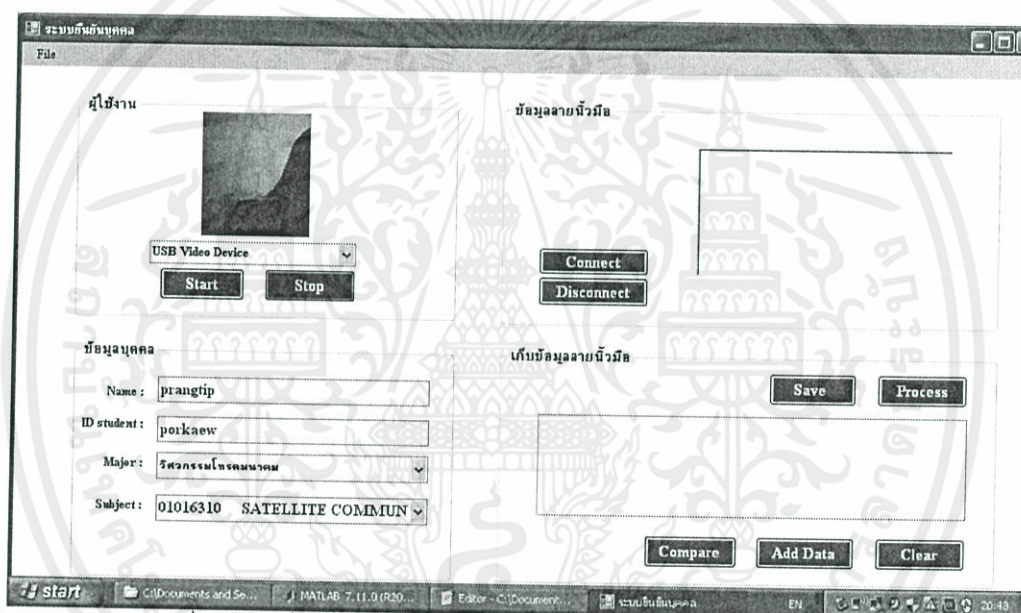 ระบบยืนยันบุคคล
File
ผู้ใช้งาน
USB Video Device
Start Stop
ข้อมูลลายนิ้วมือ
Connect
Disconnect
ข้อมูลบุคคล
Name : prangtip
ID student : porkaew
Major : วิศวกรรมโทรคมนาคม
Subject : 01016310 SATELLITE COMMUN
เก็บข้อมูลลายนิ้วมือ
Save Process
Compare Add Data Clear
start C:\Documents and Se... MATLAB 7.11.0 (R20... Editor - C:\Document... ระบบยืนยันบุคคล EN 20:43